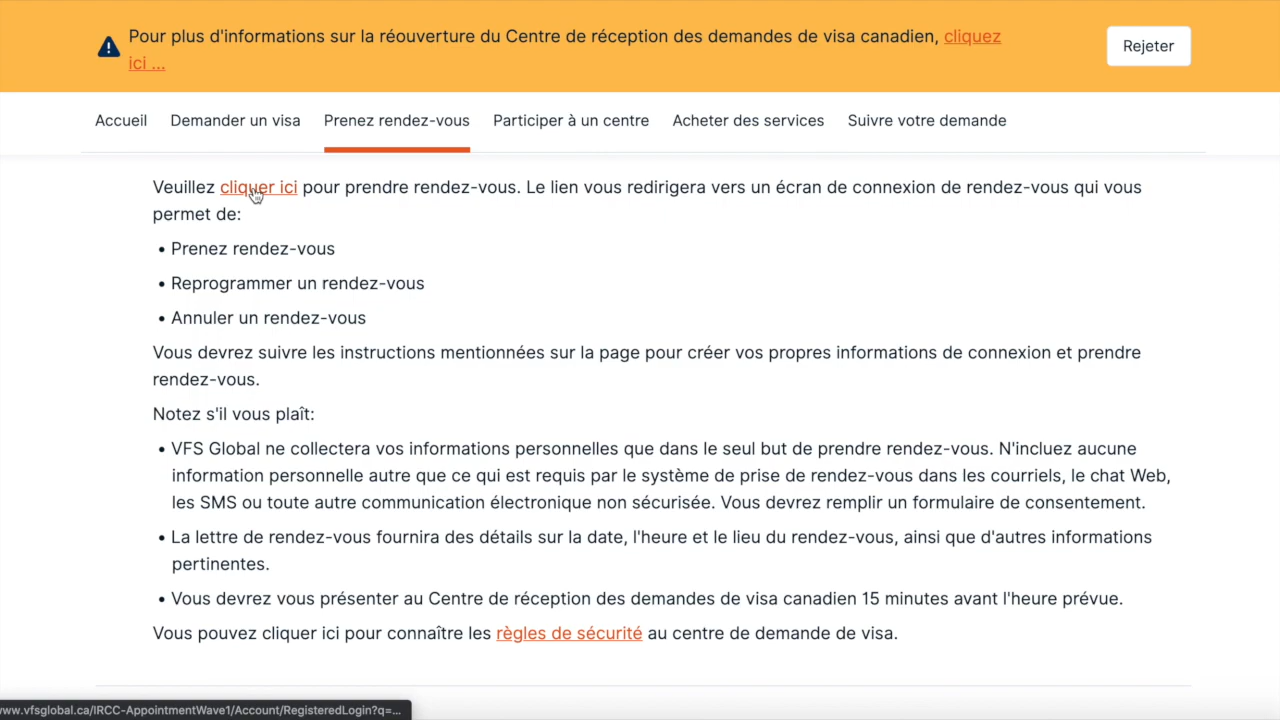 Pour plus d'informations sur la réouverture du Centre de réception des demandes de visa canadien, cliquez
ici ...
Rejeter
Accueil
Demander un visa
Prenez rendez-vous
Participer à un centre
Acheter des services
Suivre votre demande
Veuillez cliquer ici pour prendre rendez-vous. Le lien vous redirigera vers un écran de connexion de rendez-vous qui vous
permet de:
• Prenez rendez-vous
• Reprogrammer un rendez-vous
• Annuler un rendez-vous
Vous devrez suivre les instructions mentionnées sur la page pour créer vos propres informations de connexion et prendre
rendez-vous.
Notez s'il vous plaît:
• VFS Global ne collectera vos informations personnelles que dans le seul but de prendre rendez-vous. N'incluez aucune
information personnelle autre que ce qui est requis par le système de prise de rendez-vous dans les courriels, le chat Web,
les SMS ou toute autre communication électronique non sécurisée. Vous devrez remplir un formulaire de consentement.
• La lettre de rendez-vous fournira des détails sur la date, l'heure et le lieu du rendez-vous, ainsi que d'autres informations
pertinentes.
• Vous devrez vous présenter au Centre de réception des demandes de visa canadien 15 minutes avant l'heure prévue.
Vous pouvez cliquer ici pour connaître les règles de sécurité au centre de demande de visa.
www.vfsglobal.ca/IRCC-AppointmentWave1/Account/RegisteredLogin?q=...